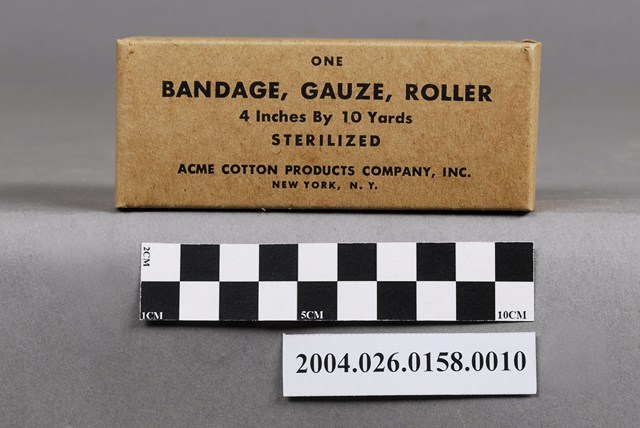 ONE
BANDAGE, GAUZE, ROLLER
4 Inches By 10 Yards
STERILIZED
ACME COTTON PRODUCTS COMPANY, INC.
NEW YORK, N. Y.
2CM
1CM 5CM 10CM
2004.026.0158.0010